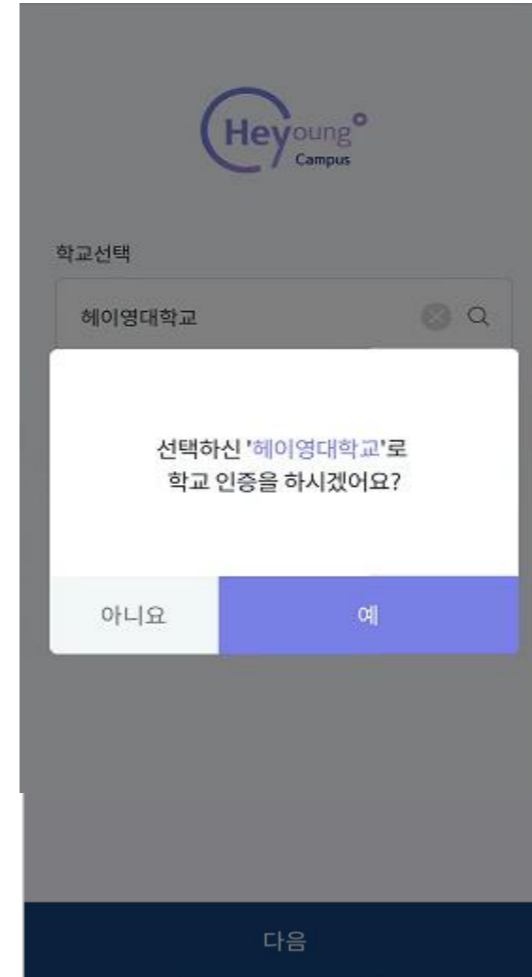 Heyoung
Campus
학교선택
헤이영대학교
선택하신 '헤이영대학교'로
학교 인증을 하시겠어요?
아니요
예
다음